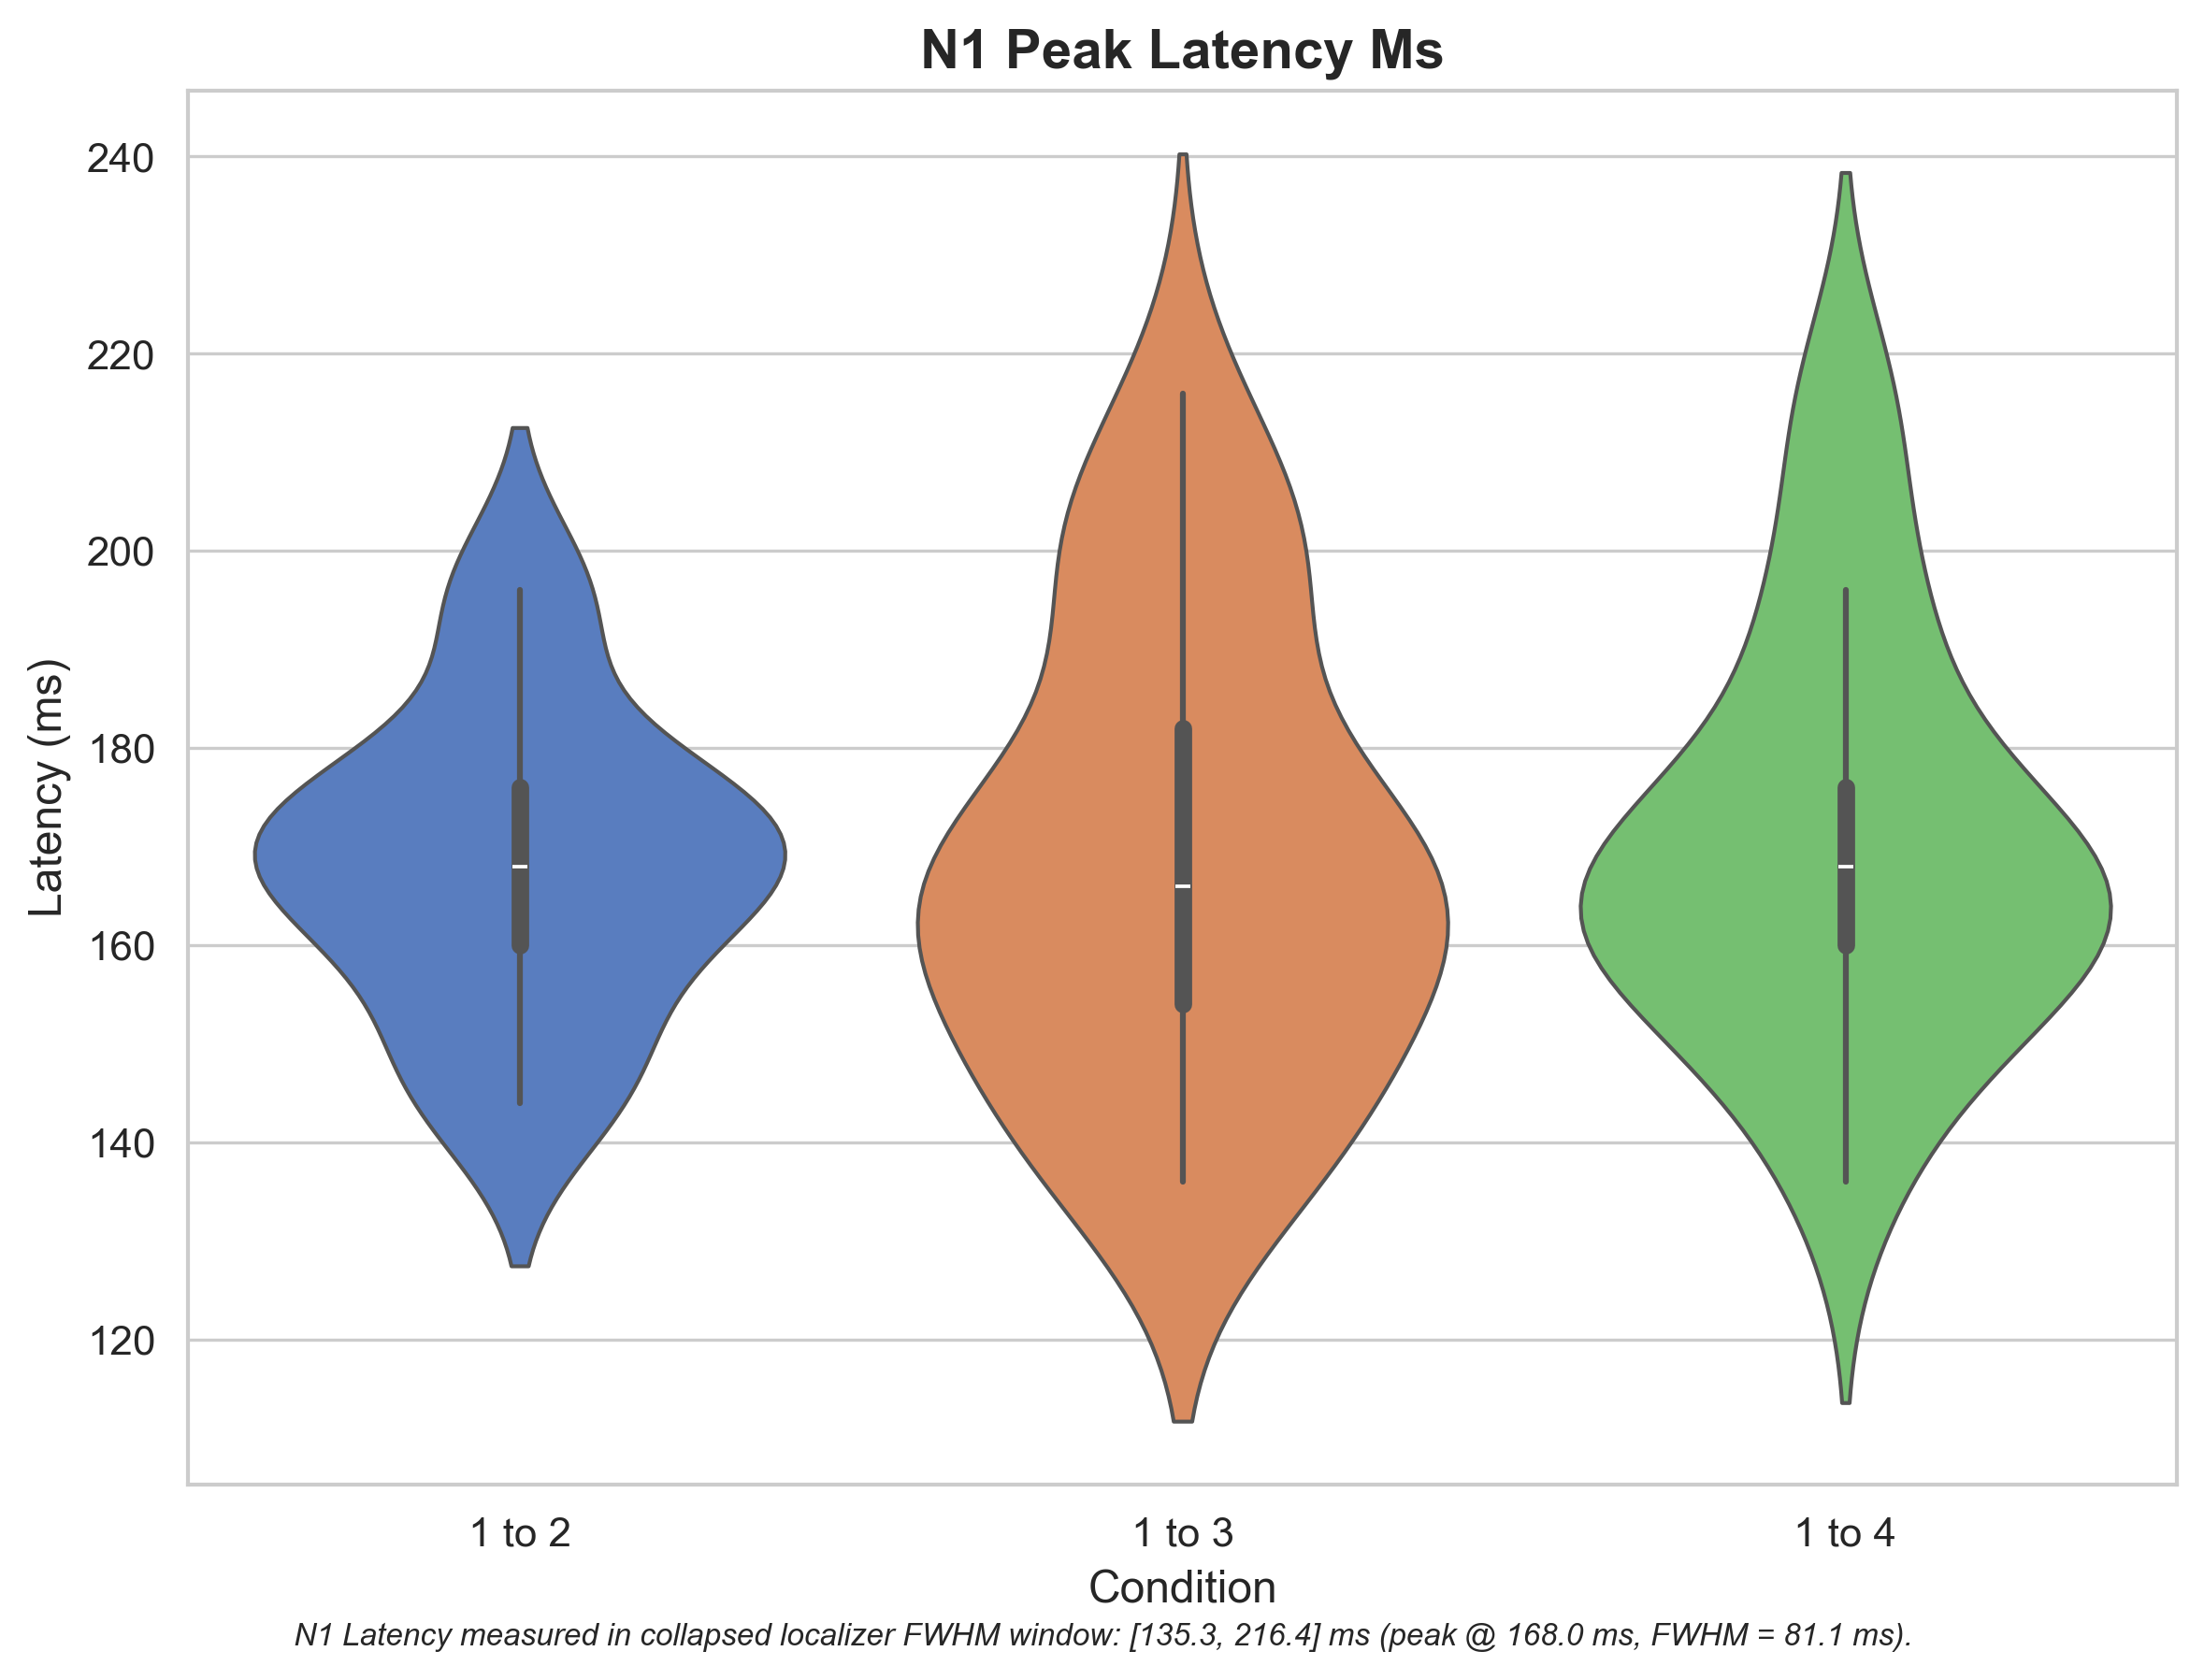 N1 Peak Latency Ms
240
220
200
180
160
140
120
Latency (ms)
1 to 2
1 to 3
1 to 4
Condition
N1 Latency measured in collapsed localizer FWHM window: [135.3, 216.4] ms (peak @ 168.0 ms, FWHM = 81.1 ms).